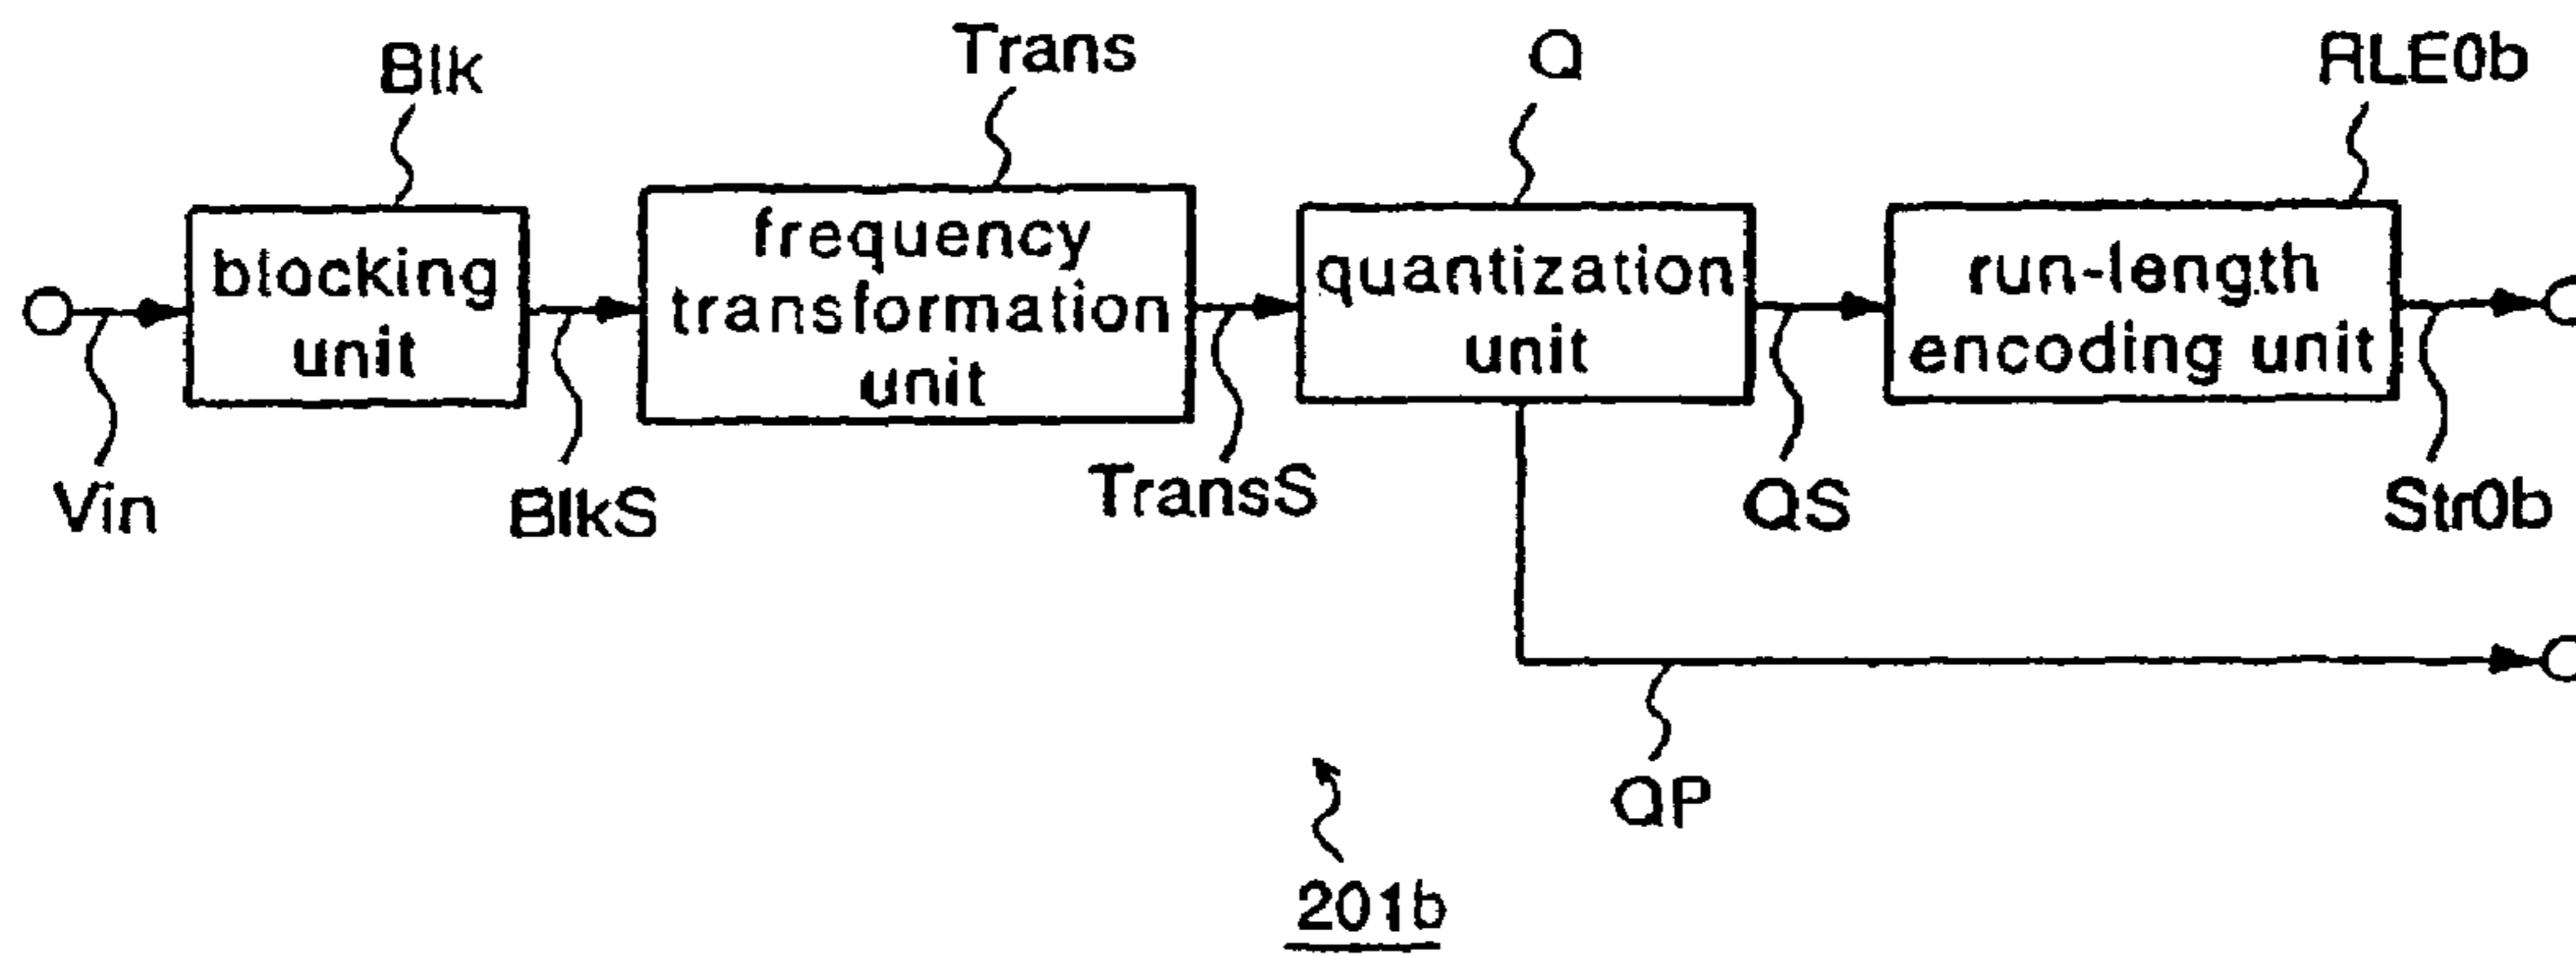 Blk
Trans
Q
RLE0b
blocking
unit
frequency
transformation
unit
quantization
unit
run-length
encoding unit
Vin
BlkS
TransS
QS
Str0b
QP
201b